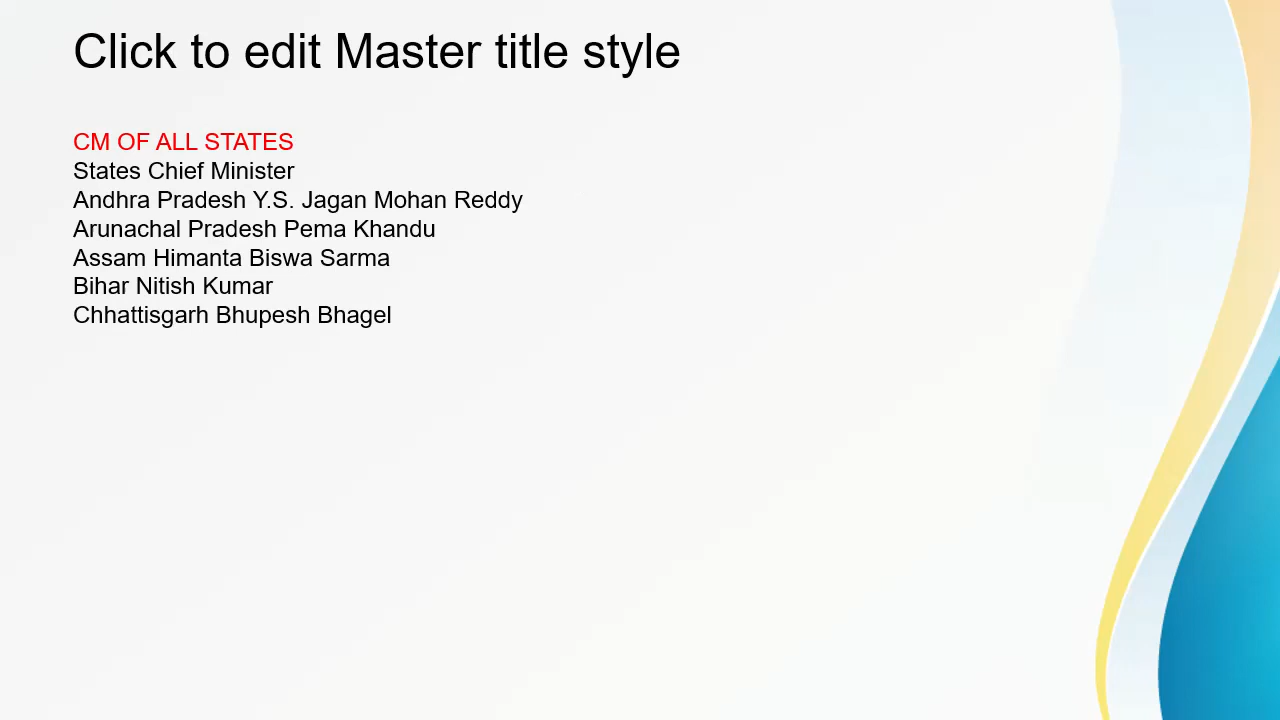 Click to edit Master title style
CM OF ALL STATES
States Chief Minister
Andhra Pradesh Y.S. Jagan Mohan Reddy
Arunachal Pradesh Pema Khandu
Assam Himanta Biswa Sarma
Bihar Nitish Kumar
Chhattisgarh Bhupesh Bhagel